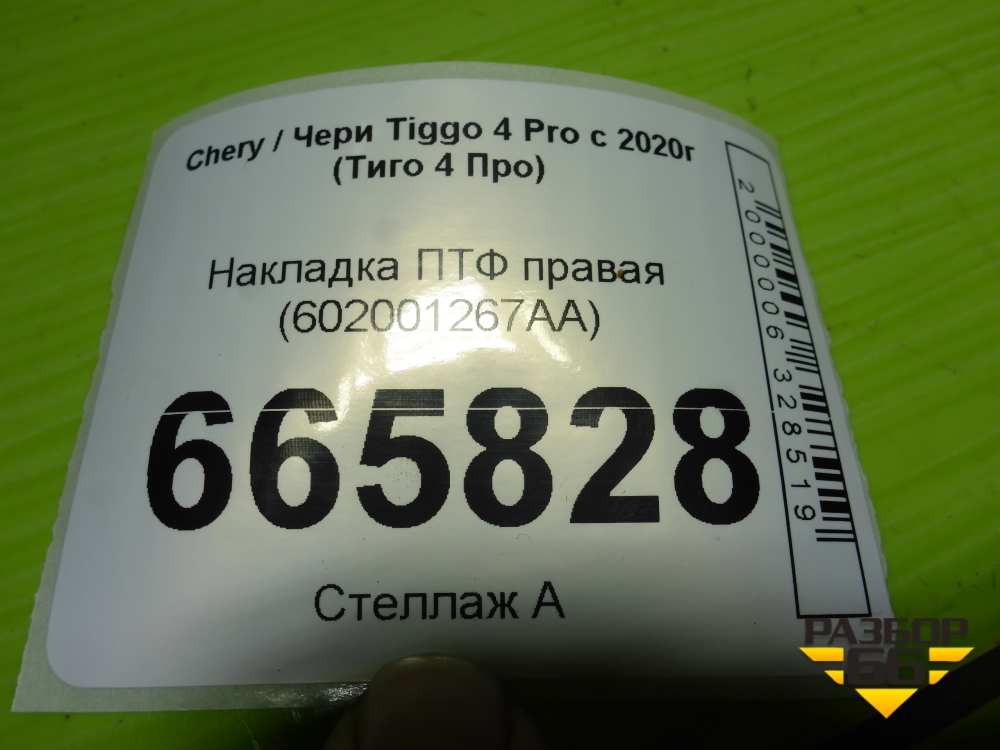 Chery / Чери Tiggo 4 Pro с 2020г
(Тиго 4 Про)
Накладка ПТФ правая
(602001267AA)
665828
Стеллаж А
2000006328519
РАЗБОР
66